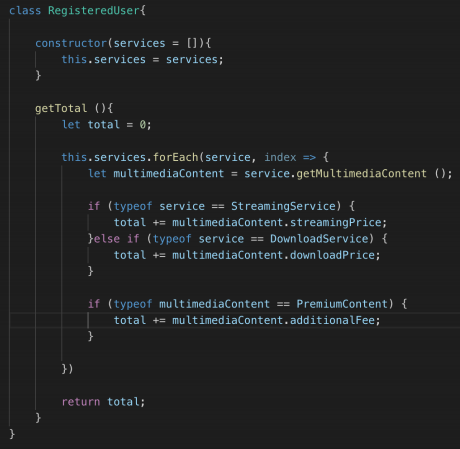 class RegisteredUser{
constructor(services = []){
this.services = services;
}
getTotal (){
let total = 0;
this.services.forEach(service, index => {
let multimediaContent = service.getMultimediaContent ();
if (typeof service == StreamingService) {
total += multimediaContent.streamingPrice;
}else if (typeof service == DownloadService) {
total += multimediaContent.downloadPrice;
}
if (typeof multimediaContent == PremiumContent) {
total += multimediaContent.additionalFee;
}
})
return total;
}
}